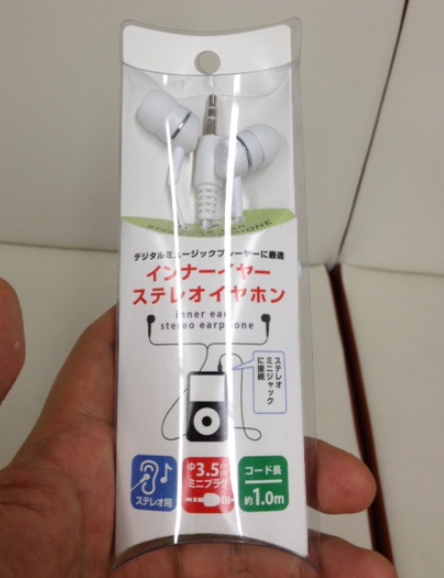 デジタルミュージックプレーヤーに最適
インナーイヤー
ステレオイヤホン
inner ear
stereo earphone
ステレオ
ミニジャック
に接続
ステレオ用
3.5
ミニプラグ
コード長
約1.0m